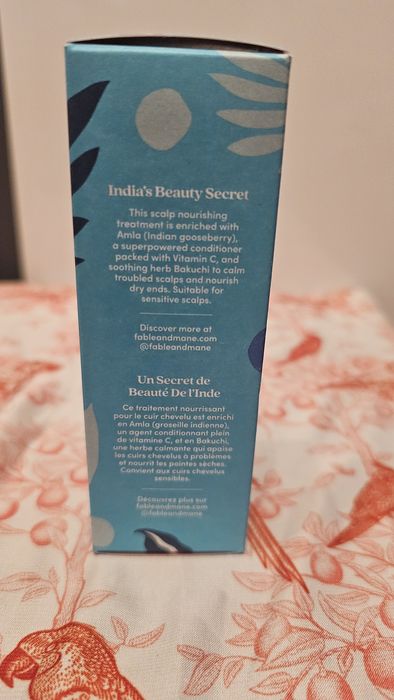 India's Beauty Secret
This scalp nourishing
treatment is enriched with
Amla (Indian gooseberry),
a superpowered conditioner
packed with Vitamin C, and
soothing herb Bakuchi to calm
troubled scalps and nourish
dry ends. Suitable for
sensitive scalps.
Discover more at
fableandmane.com
@fableandmane
Un Secret de
Beauté De l'Inde
Ce traitement nourrissant
pour le cuir chevelu est enrichi
en Amla (groseille indienne),
un agent conditionnant plein
de vitamine C, et en Bakuchi,
une herbe calmante qui apaise
les cuirs chevelus à problèmes
et nourrit les pointes sèches.
Convient aux cuirs chevelus
sensibles.
Découvrez plus sur
fableandmane.com
@fableandmane